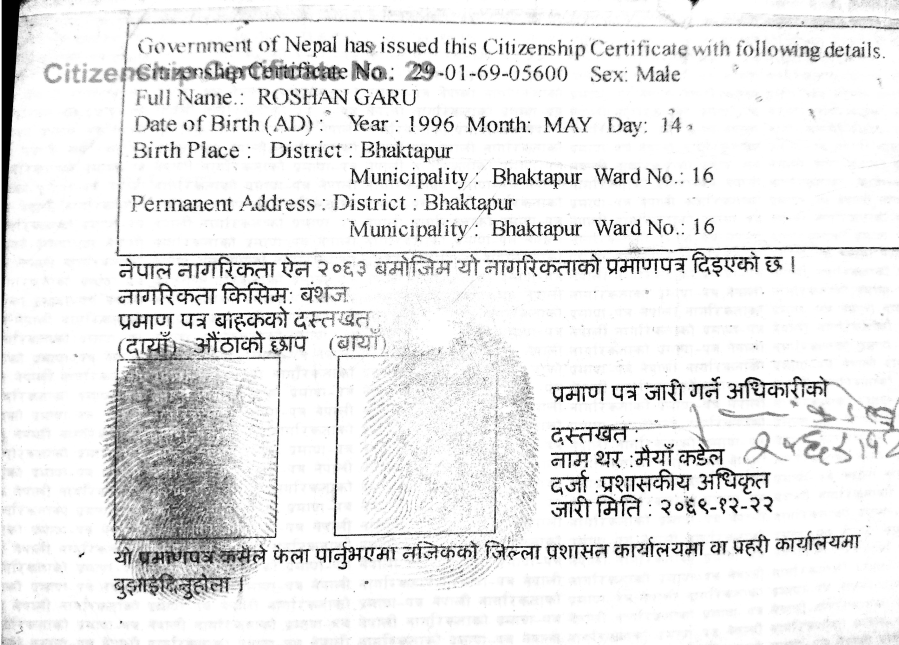 Government of Nepal has issued this Citizenship Certificate with following details.
Citizenship Certificate No.: 29-01-69-05600 Sex: Male
Full Name.: ROSHAN GARU
Date of Birth (AD) : Year : 1996 Month: MAY Day: 14
Birth Place : District : Bhaktapur
Municipality : Bhaktapur Ward No.: 16
Permanent Address : District : Bhaktapur
Municipality : Bhaktapur Ward No.: 16
नेपाल नागरिकता ऐन २०६३ बमोजिम यो नागरिकताको प्रमाणपत्र दिइएको छ ।
नागरिकता किसिम: बंशज
प्रमाण पत्र बाहकको दस्तखत
(दायाँ) औंठाको छाप (बायाँ)
प्रमाण पत्र जारी गर्ने अधिकारीको
दस्तखत :
नाम थर :मैयाँ कडेल
दर्जा :प्रशासकीय अधिकृत
जारी मिति : २०६९-१२-२२
यो प्रमाणपत्र कसैले फेला पार्नुभएमा नजिकको जिल्ला प्रशासन कार्यालयमा वा प्रहरी कार्यालयमा
बुझाईदिनुहोला ।